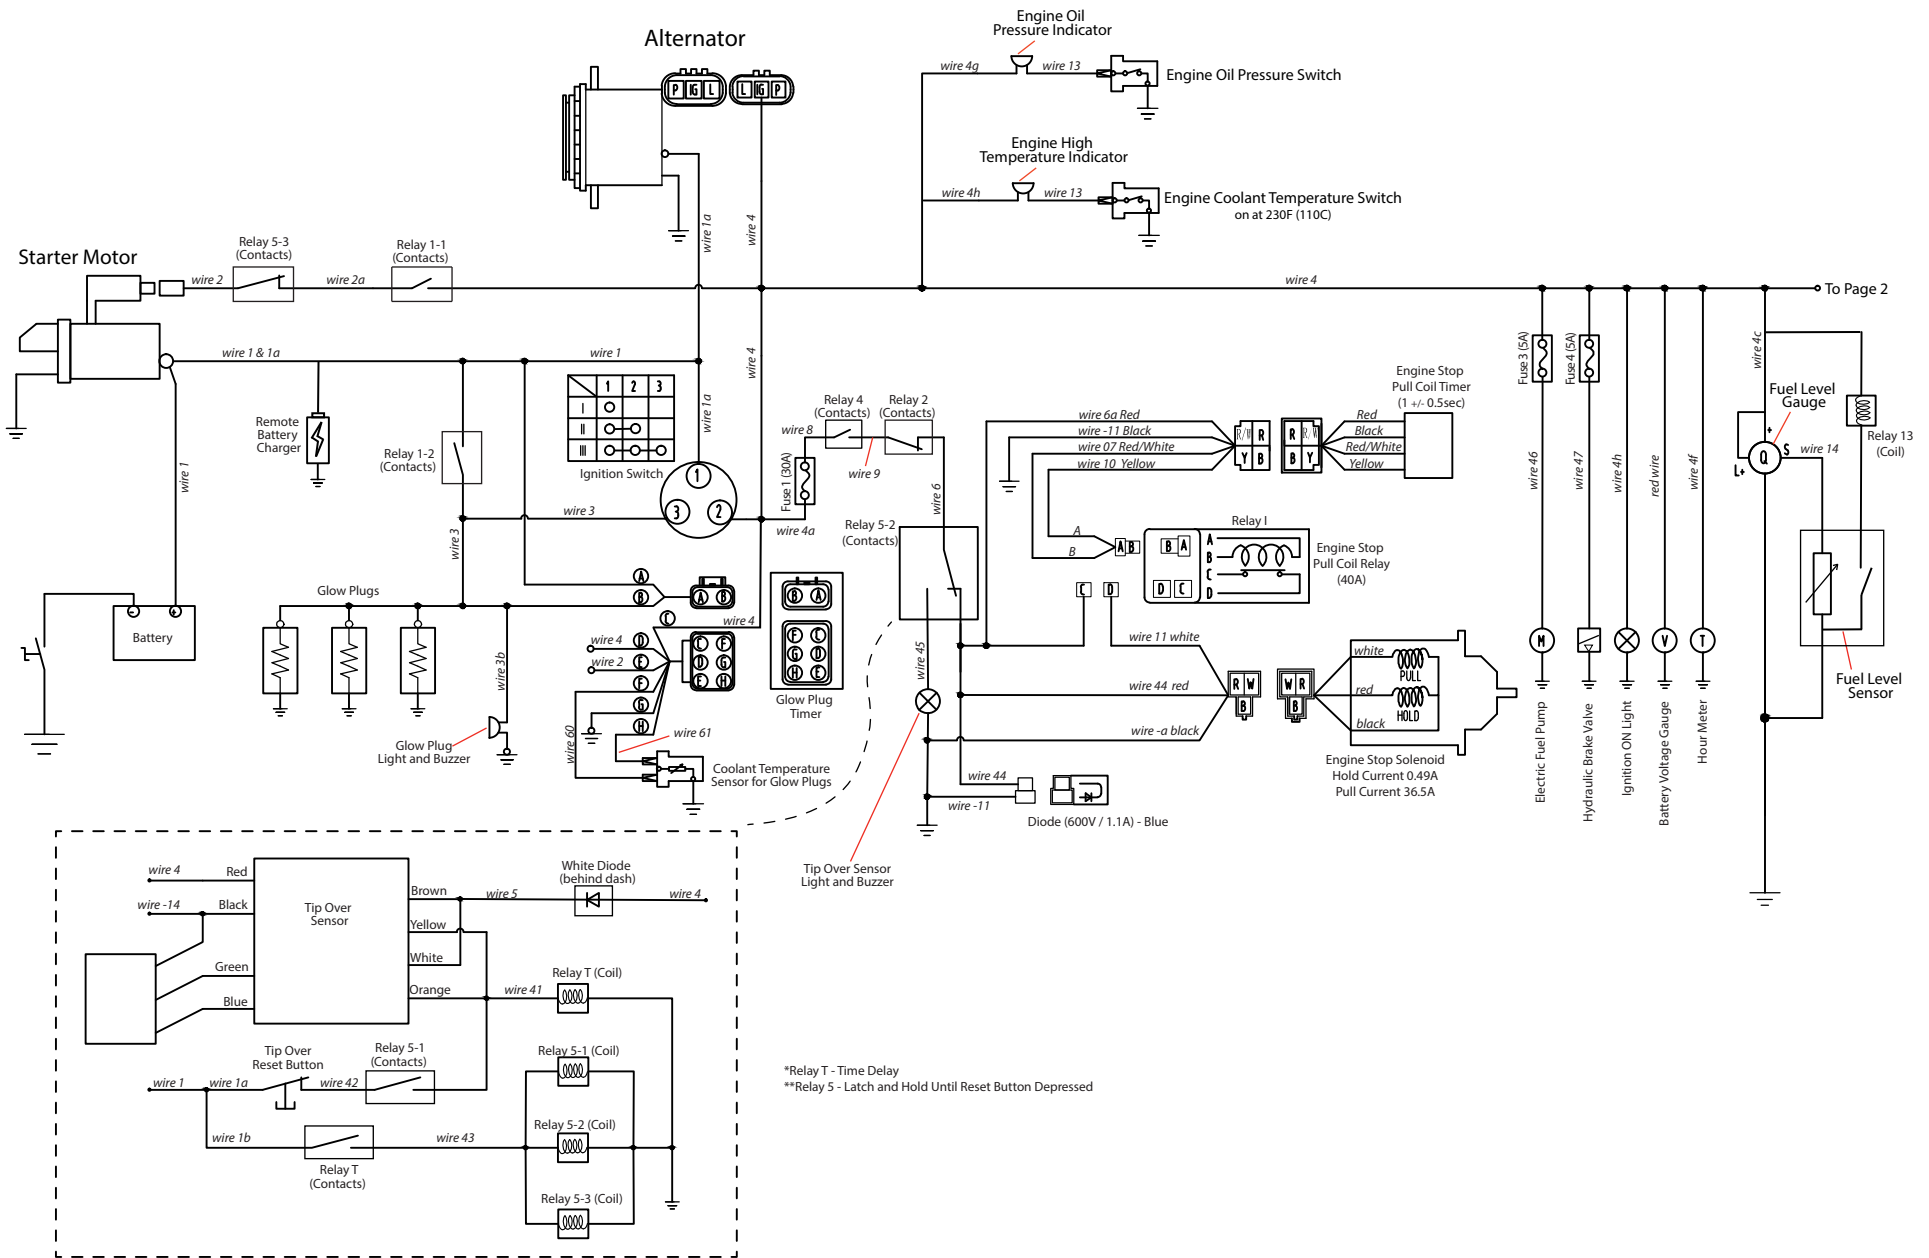 Alternator
P IG L
L IG P
Engine Oil
Pressure Indicator
wire 4g
wire 13
Engine Oil Pressure Switch
Engine High
Temperature Indicator
wire 4h
wire 13
Engine Coolant Temperature Switch
on at 230F (110C)
wire 1a
wire 4
Starter Motor
wire 2
Relay 5-3
(Contacts)
wire 2a
Relay 1-1
(Contacts)
wire 4
To Page 2
wire 1 & 1a
wire 1
wire 1
Remote
Battery
Charger
Relay 1-2
(Contacts)
1 2 3
I
II
III
Ignition Switch
wire 1a
wire 4
1
3
2
wire 3
wire 3
wire 4a
Fuse 1 (30A)
wire 8
Relay 4
(Contacts)
wire 9
Relay 2
(Contacts)
wire 6
Relay 5-2
(Contacts)
wire 6a Red
wire -11 Black
wire 07 Red/White
wire 10 Yellow
R/W R
Y B
R R/W
B Y
Red
Black
Red/White
Yellow
Engine Stop
Pull Coil Timer
(1 +/- 0.5sec)
A
B
A B
B A
D C
Relay I
A
B
C
D
Engine Stop
Pull Coil Relay
(40A)
C
D
wire 11 white
wire 44 red
wire -a black
R W
B
W R
B
white
red
black
PULL
HOLD
Engine Stop Solenoid
Hold Current 0.49A
Pull Current 36.5A
wire 45
wire 44
wire -11
Diode (600V / 1.1A) - Blue
Tip Over Sensor
Light and Buzzer
Fuse 3 (5A)
wire 46
M
Electric Fuel Pump
Fuse 4 (5A)
wire 47
Hydraulic Brake Valve
wire 4h
Ignition ON Light
red wire
V
Battery Voltage Gauge
wire 4f
T
Hour Meter
wire 4c
Fuel Level
Gauge
+
Q
S
L+
wire 14
Relay 13
(Coil)
Fuel Level
Sensor
Battery
-
+
Glow Plugs
wire 3b
Glow Plug
Light and Buzzer
A
B
A B
C
wire 4
wire 4
D
wire 2
E
F
G
H
C F
D G
E H
B A
F C
G D
H E
Glow Plug
Timer
wire 60
wire 61
Coolant Temperature
Sensor for Glow Plugs
wire 4
Red
wire -14
Black
Green
Blue
Tip Over
Sensor
Brown
Yellow
White
Orange
wire 5
White Diode
(behind dash)
wire 4
wire 41
Relay T (Coil)
Tip Over
Reset Button
Relay 5-1
(Contacts)
wire 1
wire 1a
wire 42
Relay 5-1 (Coil)
wire 1b
wire 43
Relay T
(Contacts)
Relay 5-2 (Coil)
Relay 5-3 (Coil)
*Relay T - Time Delay
**Relay 5 - Latch and Hold Until Reset Button Depressed